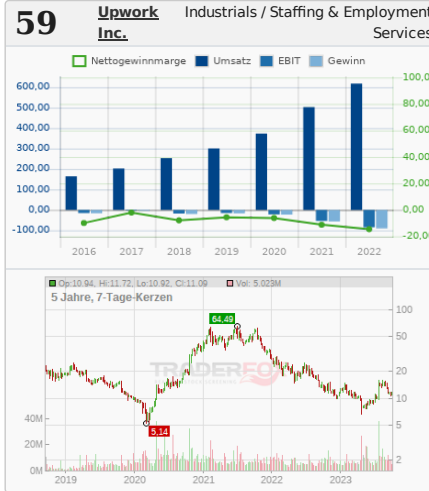 59
Upwork Inc.
Industrials / Staffing & Employment Services
Nettogewinnmarge Umsatz EBIT Gewinn
600,00
500,00
400,00
300,00
200,00
100,00
0,00
-100,00
100,0
80,00
60,00
40,00
20,00
0,00
-20,0
2016 2017 2018 2019 2020 2021 2022
Op:10.94, Hi:11.72, Lo:10.92, Cl:11.09 Vol: 5.023M
5 Jahre, 7-Tage-Kerzen
64,49
TRADERFO
5,14
100
50
20
10
5
2
40M
20M
0M
2019 2020 2021 2022 2023